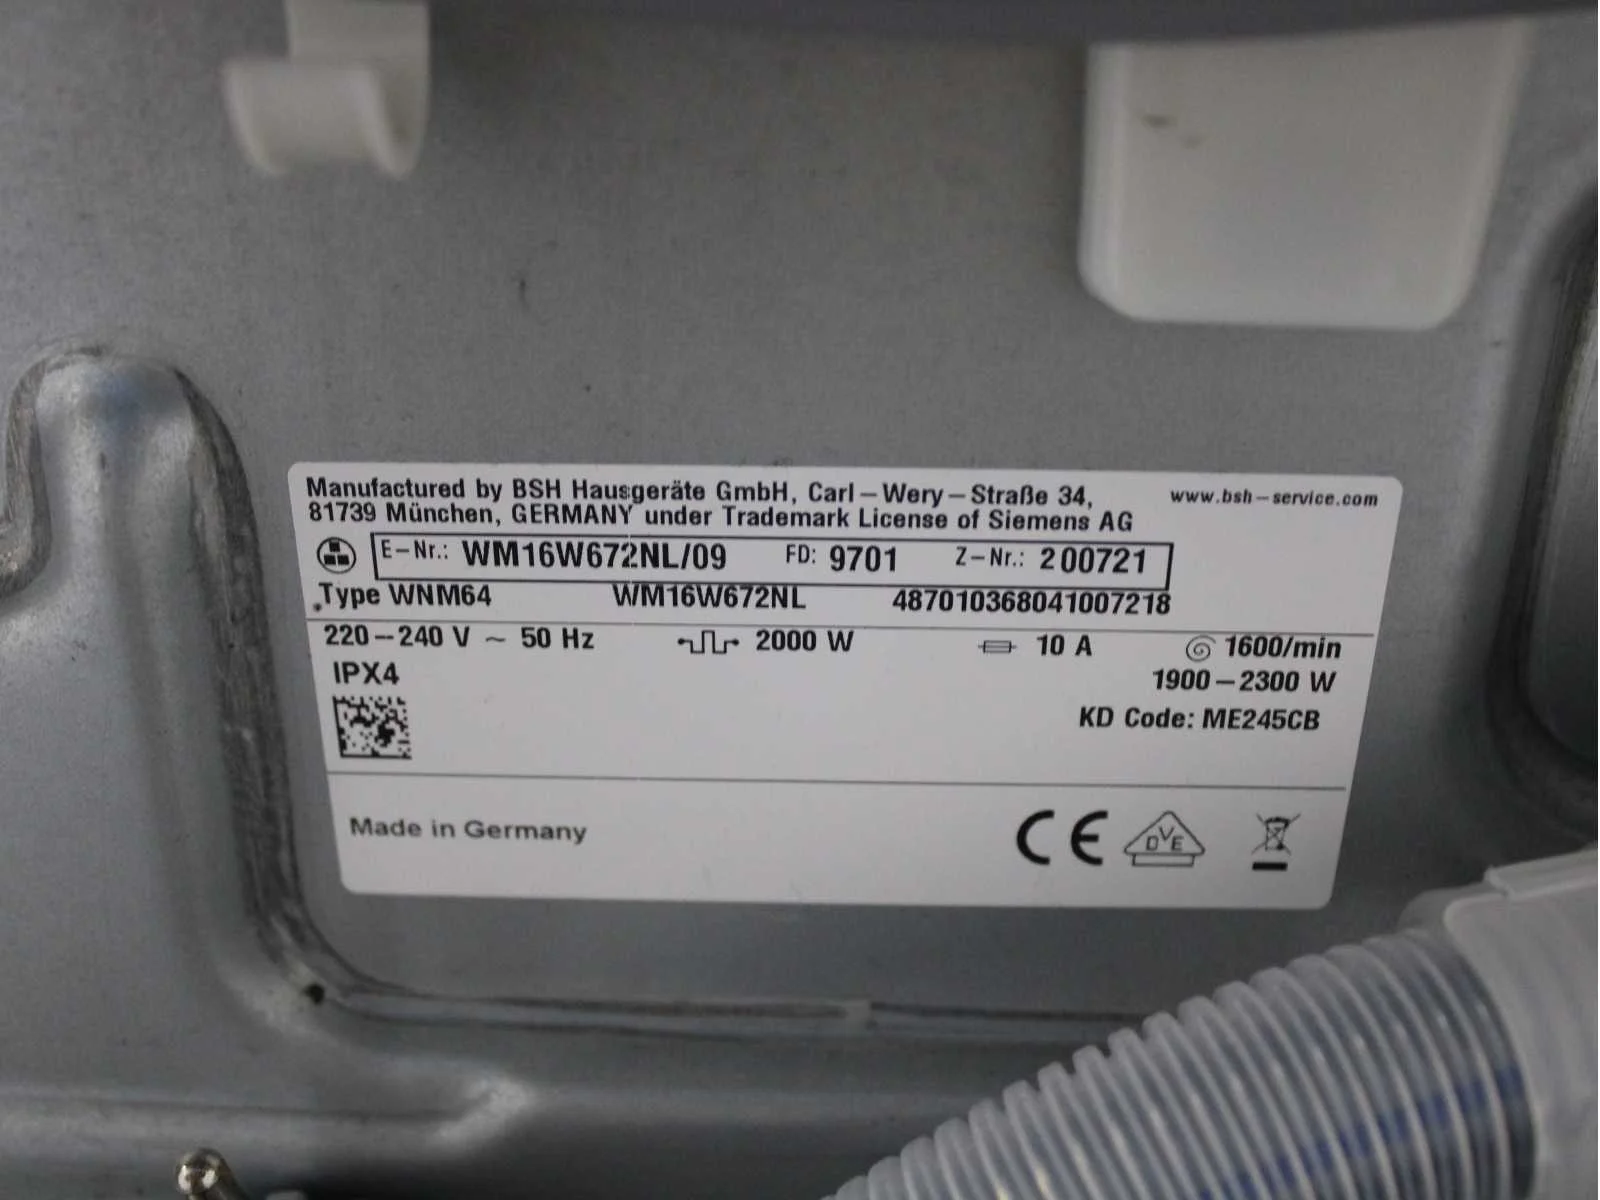 Manufactured by BSH Hausgeräte GmbH, Carl-Wery-Straße 34, www.bsh-service.com
81739 München, GERMANY under Trademark License of Siemens AG
E-Nr.: WM16W672NL/09 FD: 9701 Z-Nr.: 200721
Type WNM64 WM16W672NL 487010368041007218
220-240 V ~ 50 Hz 2000 W 10 A 1600/min
IPX4 1900-2300 W
KD Code: ME245CB
Made in Germany CE DVE